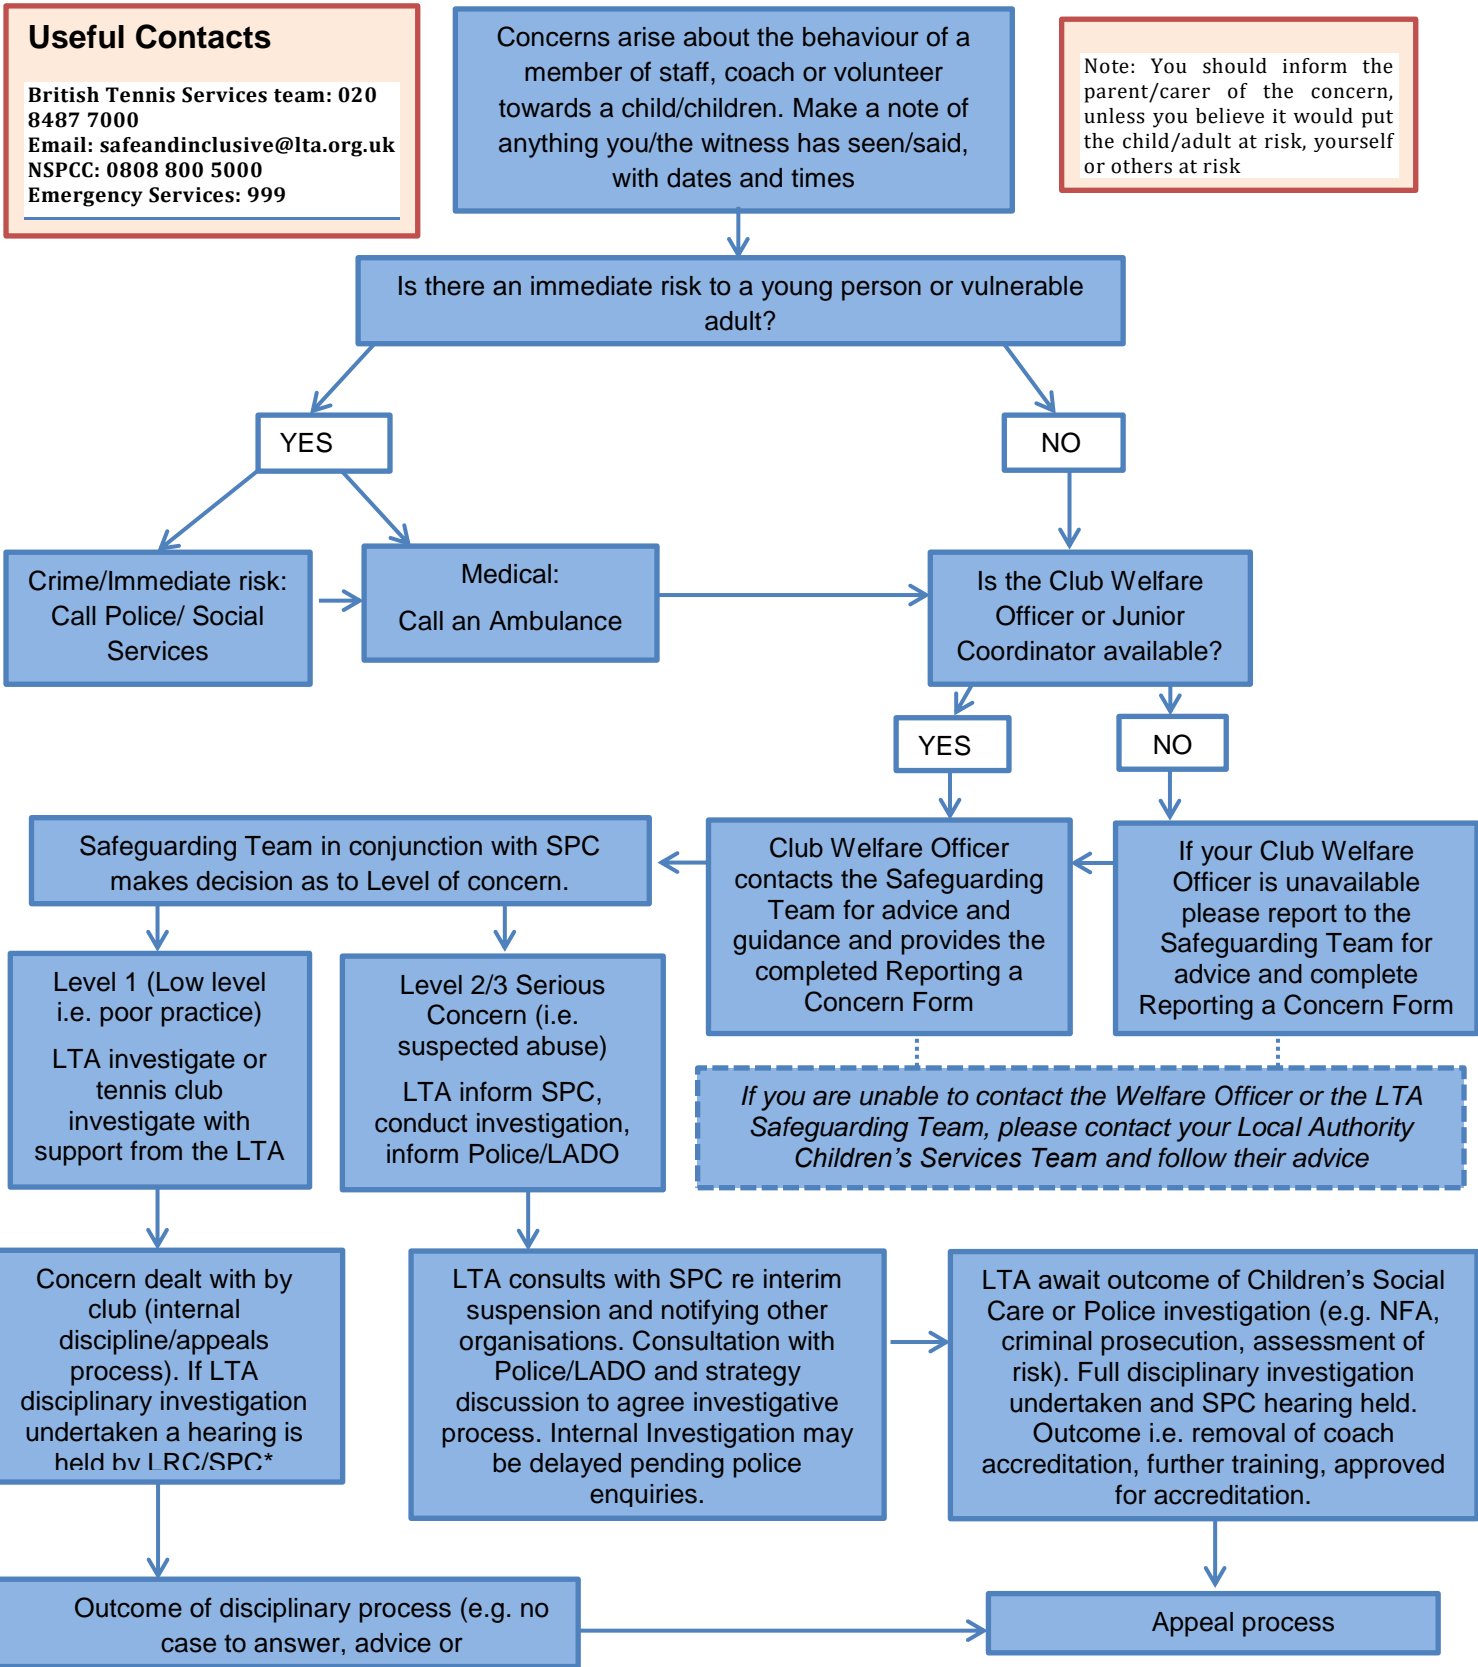 Useful Contacts
British Tennis Services team: 020
8487 7000
Email: safeandinclusive@lta.org.uk
NSPCC: 0808 800 5000
Emergency Services: 999
Concerns arise about the behaviour of a
member of staff, coach or volunteer
towards a child/children. Make a note of
anything you/the witness has seen/said,
with dates and times
Note: You should inform the
parent/carer of the concern,
unless you believe it would put
the child/adult at risk, yourself
or others at risk
Is there an immediate risk to a young person or vulnerable
adult?
YES
NO
Crime/Immediate risk:
Call Police/ Social
Services
Medical:
Call an Ambulance
Is the Club Welfare
Officer or Junior
Coordinator available?
YES
NO
Safeguarding Team in conjunction with SPC
makes decision as to Level of concern.
Club Welfare Officer
contacts the Safeguarding
Team for advice and
guidance and provides the
completed Reporting a
Concern Form
If your Club Welfare
Officer is unavailable
please report to the
Safeguarding Team for
advice and complete
Reporting a Concern Form
Level 1 (Low level
i.e. poor practice)
LTA investigate or
tennis club
investigate with
support from the LTA
Level 2/3 Serious
Concern (i.e.
suspected abuse)
LTA inform SPC,
conduct investigation,
inform Police/LADO
If you are unable to contact the Welfare Officer or the LTA
Safeguarding Team, please contact your Local Authority
Children's Services Team and follow their advice
Concern dealt with by
club (internal
discipline/appeals
process). If LTA
disciplinary investigation
undertaken a hearing is
held by LRC/SPC*
LTA consults with SPC re interim
suspension and notifying other
organisations. Consultation with
Police/LADO and strategy
discussion to agree investigative
process. Internal Investigation may
be delayed pending police
enquiries.
LTA await outcome of Children's Social
Care or Police investigation (e.g. NFA,
criminal prosecution, assessment of
risk). Full disciplinary investigation
undertaken and SPC hearing held.
Outcome i.e. removal of coach
accreditation, further training, approved
for accreditation.
Outcome of disciplinary process (e.g. no
case to answer, advice or
Appeal process